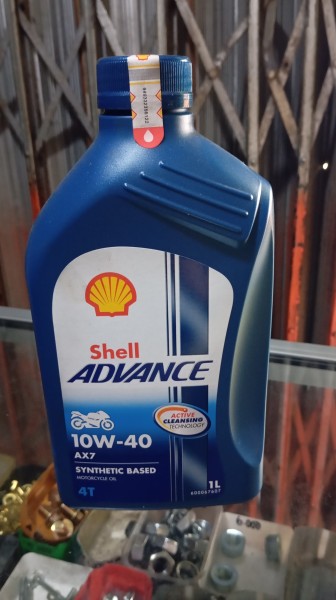 Shell
ADVANCE
ACTIVE
CLEANSING
TECHNOLOGY
10W-40
AX7
SYNTHETIC BASED
MOTORCYCLE OIL
4T
1L